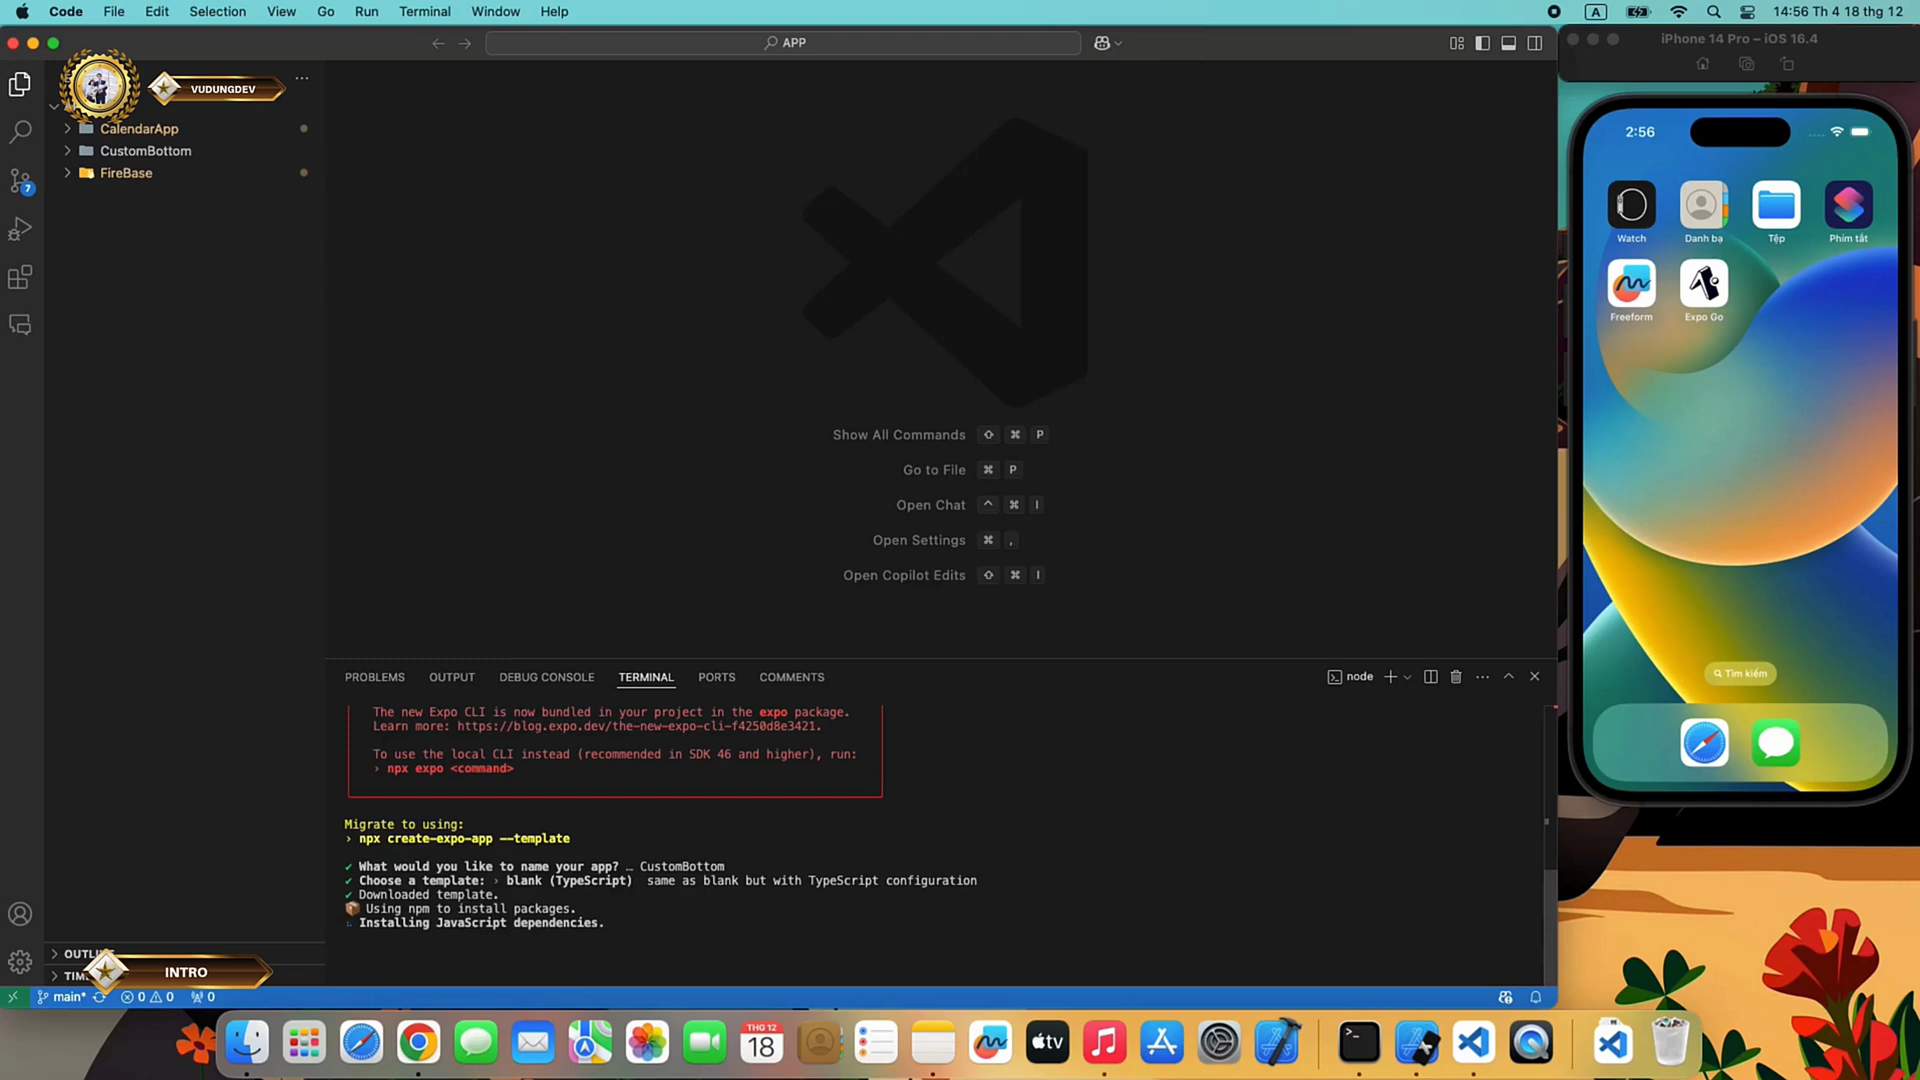 Code File Edit Selection View Go Run Terminal Window Help
A
14:56 Th 4 18 thg 12
APP
iPhone 14 Pro – iOS 16.4
VUDUNGDEV
CalendarApp
CustomBottom
FireBase
7
2:56
Watch Danh bạ Tệp Phím tắt
Freeform Expo Go
Show All Commands ⇧ ⌘ P
Go to File ⌘ P
Open Chat ^ ⌘ I
Open Settings ⌘ ,
Open Copilot Edits ⇧ ⌘ I
Tìm kiếm
PROBLEMS OUTPUT DEBUG CONSOLE TERMINAL PORTS COMMENTS
node
The new Expo CLI is now bundled in your project in the expo package.
Learn more: https://blog.expo.dev/the-new-expo-cli-f4250d8e3421.
To use the local CLI instead (recommended in SDK 46 and higher), run:
› npx expo <command>
Migrate to using:
› npx create-expo-app --template
✔ What would you like to name your app? … CustomBottom
✔ Choose a template: › blank (TypeScript) same as blank but with TypeScript configuration
✔ Downloaded template.
Using npm to install packages.
Installing JavaScript dependencies.
INTRO
main* 0 0 0
THG 12
18
tv